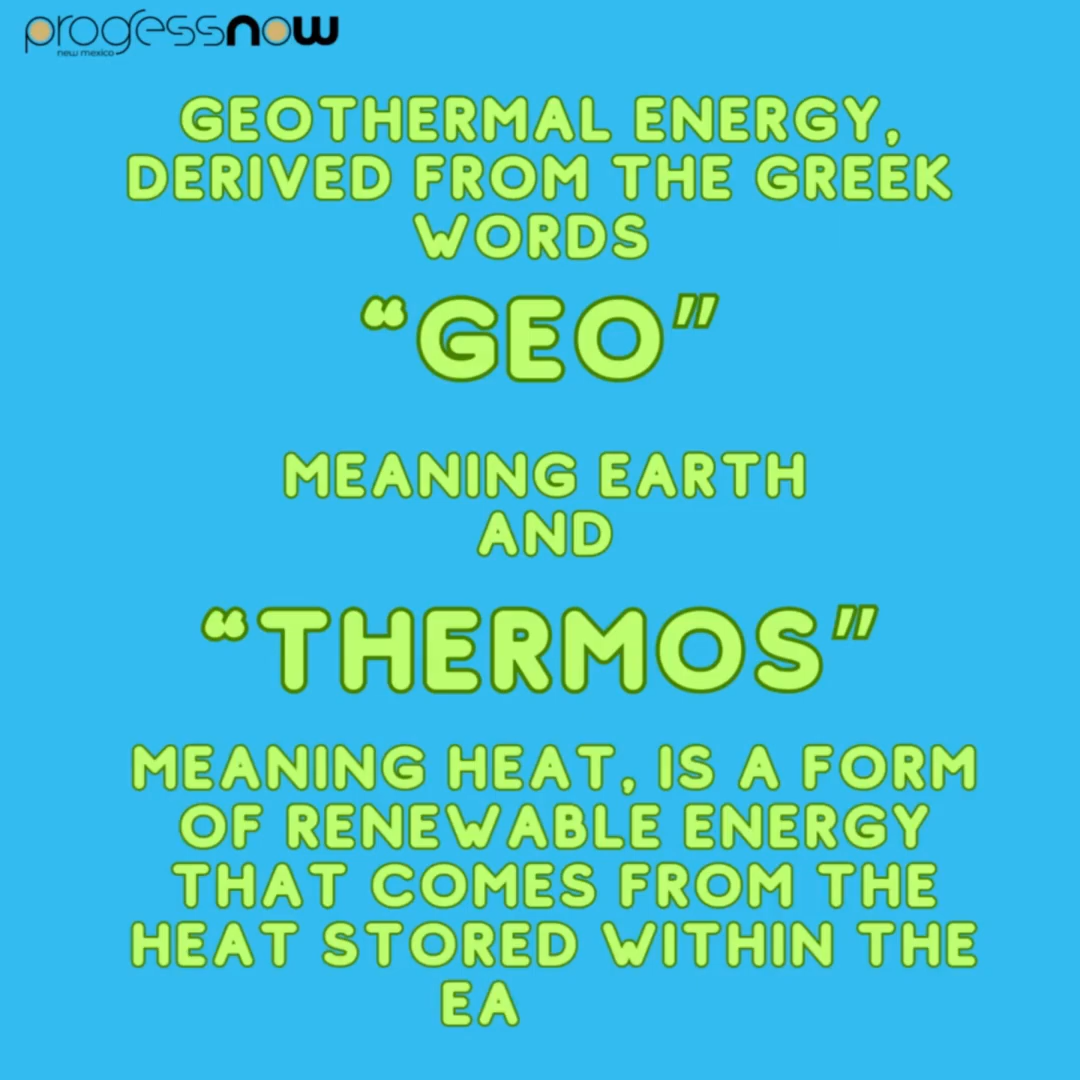 progressnow
new mexico
GEOTHERMAL ENERGY,
DERIVED FROM THE GREEK
WORDS
“GEO”
MEANING EARTH
AND
“THERMOS”
MEANING HEAT, IS A FORM
OF RENEWABLE ENERGY
THAT COMES FROM THE
HEAT STORED WITHIN THE
EA